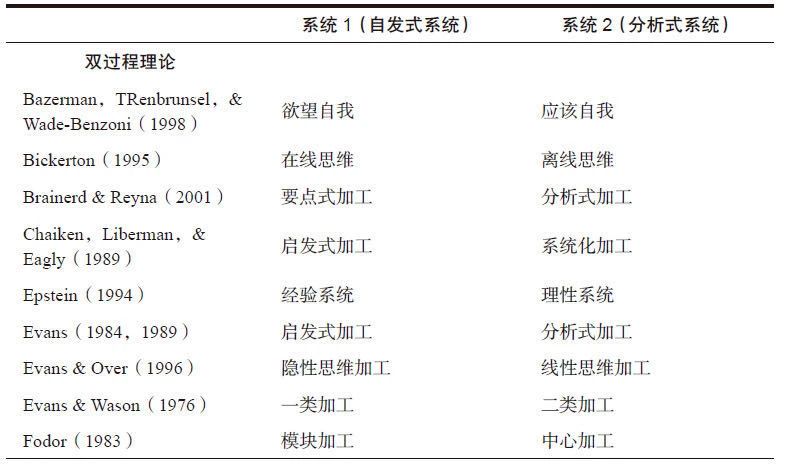 系统 1（自发式系统） 系统 2（分析式系统）
双过程理论
Bazerman，TRenbrunsel，&
Wade-Benzoni（1998） 欲望自我 应该自我
Bickerton（1995） 在线思维 离线思维
Brainerd & Reyna（2001） 要点式加工 分析式加工
Chaiken，Liberman，&
Eagly（1989） 启发式加工 系统化加工
Epstein（1994） 经验系统 理性系统
Evans（1984，1989） 启发式加工 分析式加工
Evans & Over（1996） 隐性思维加工 线性思维加工
Evans & Wason（1976） 一类加工 二类加工
Fodor（1983） 模块加工 中心加工